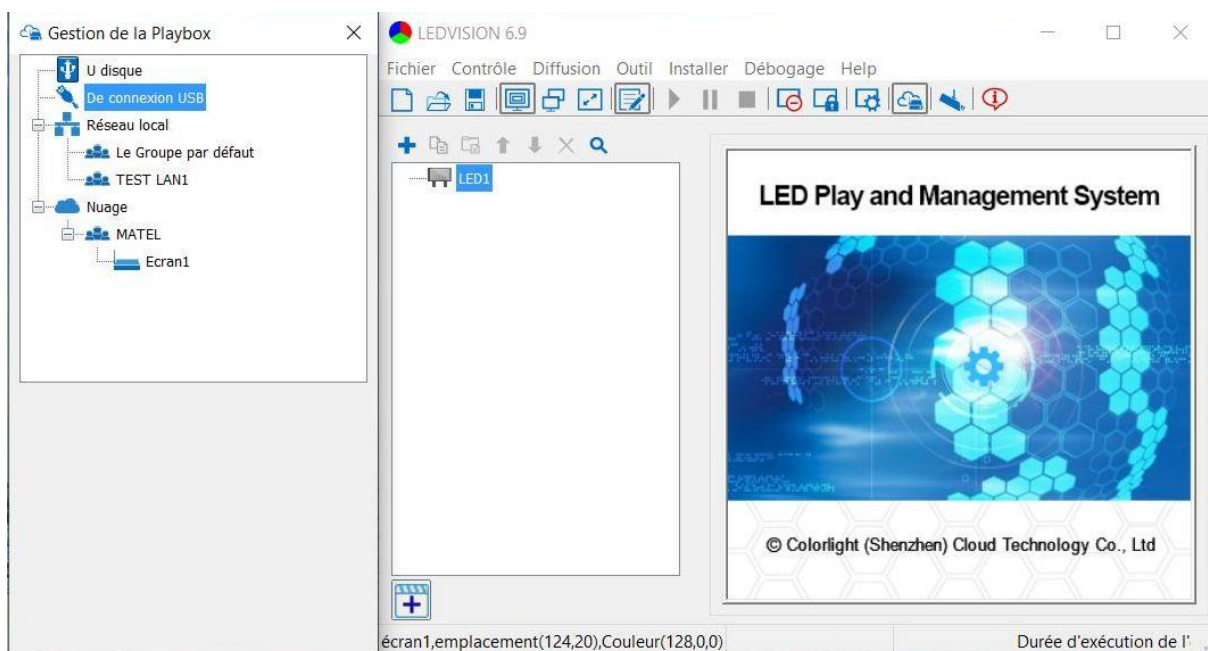 Gestion de la Playbox
U disque
De connexion USB
Réseau local
Le Groupe par défaut
TEST LAN1
Nuage
MATEL
Ecran1
LEDVISION 6.9
Fichier Contrôle Diffusion Outil Installer Débogage Help
LED1
LED Play and Management System
© Colorlight (Shenzhen) Cloud Technology Co., Ltd
écran1,emplacement(124,20),Couleur(128,0,0)
Durée d'exécution de l'